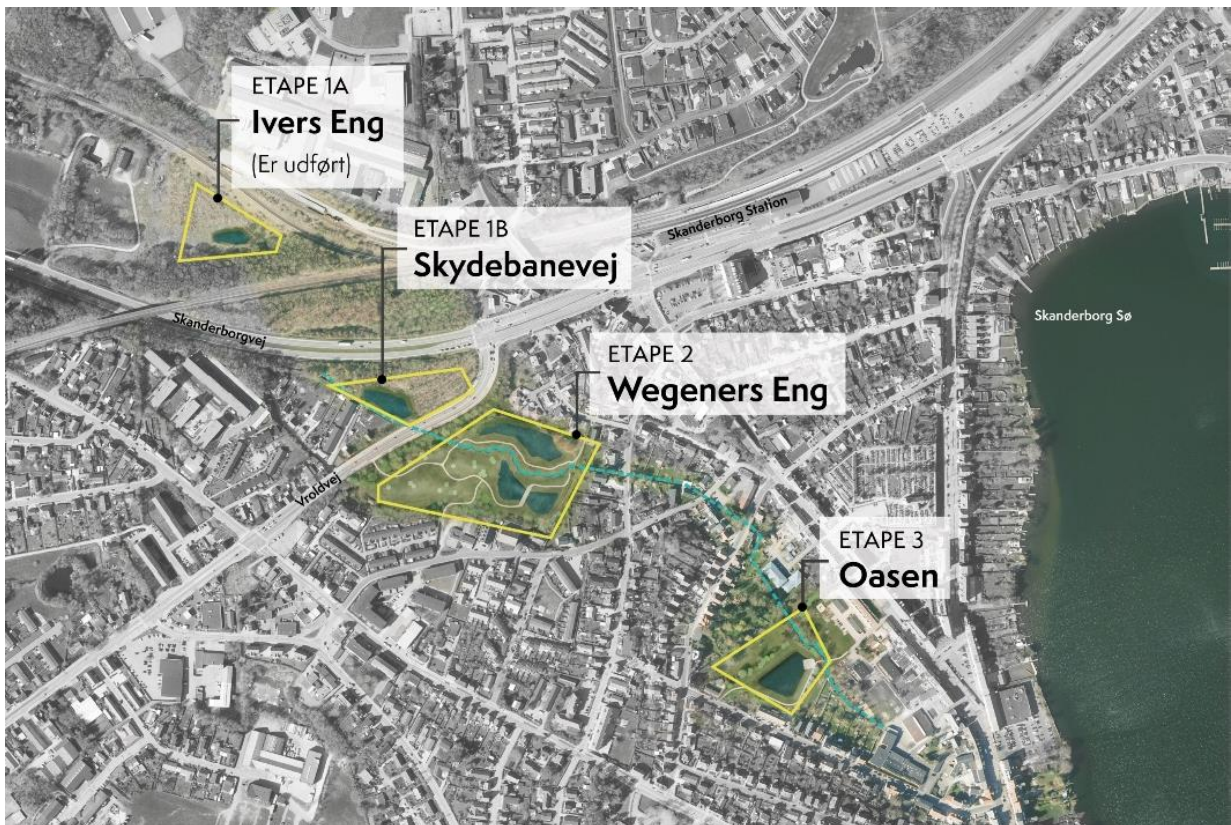 ETAPE 1A
Ivers Eng
(Er udført)
ETAPE 1B
Skydebanevej
Skanderborg Station
Skanderborgvej
Skanderborg Sø
ETAPE 2
Wegeners Eng
Vroldvej
ETAPE 3
Oasen